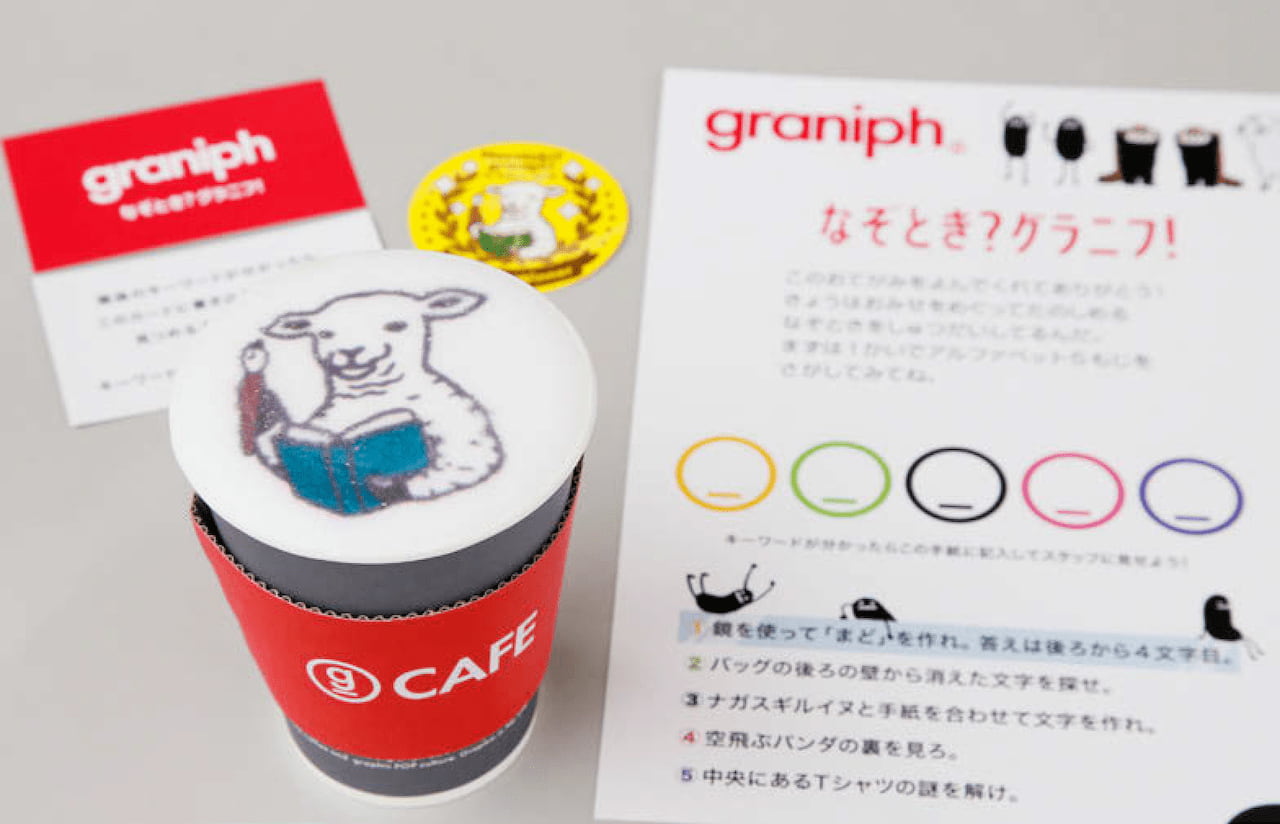 graniph
なぞとき?グラニフ!
graniph
なぞとき?グラニフ!
このおてがみをよんでくれてありがとう!
きょうはおみせをめぐってたのしめる
なぞときをしゅつだいしてるんだ。
まずは1かいでアルファベット5もじを
さがしてみてね。
キーワードが分かったらこの手紙に記入してスタッフに見せよう!
1 鏡を使って「まど」を作れ。答えは後ろから4文字目。
2 バッグの後ろの壁から消えた文字を探せ。
3 ナガスギルイヌと手紙を合わせて文字を作れ。
4 空飛ぶパンダの裏を見ろ。
5 中央にあるTシャツの謎を解け。
g CAFE